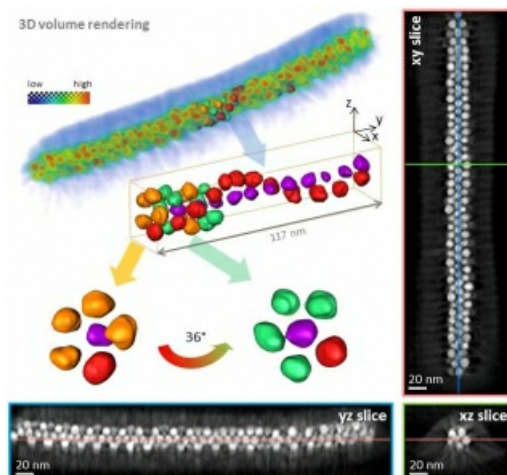 3D volume rendering
low high
z
y
x
117 nm
36°
xy slice
20 nm
yz slice
20 nm
xz slice
20 nm